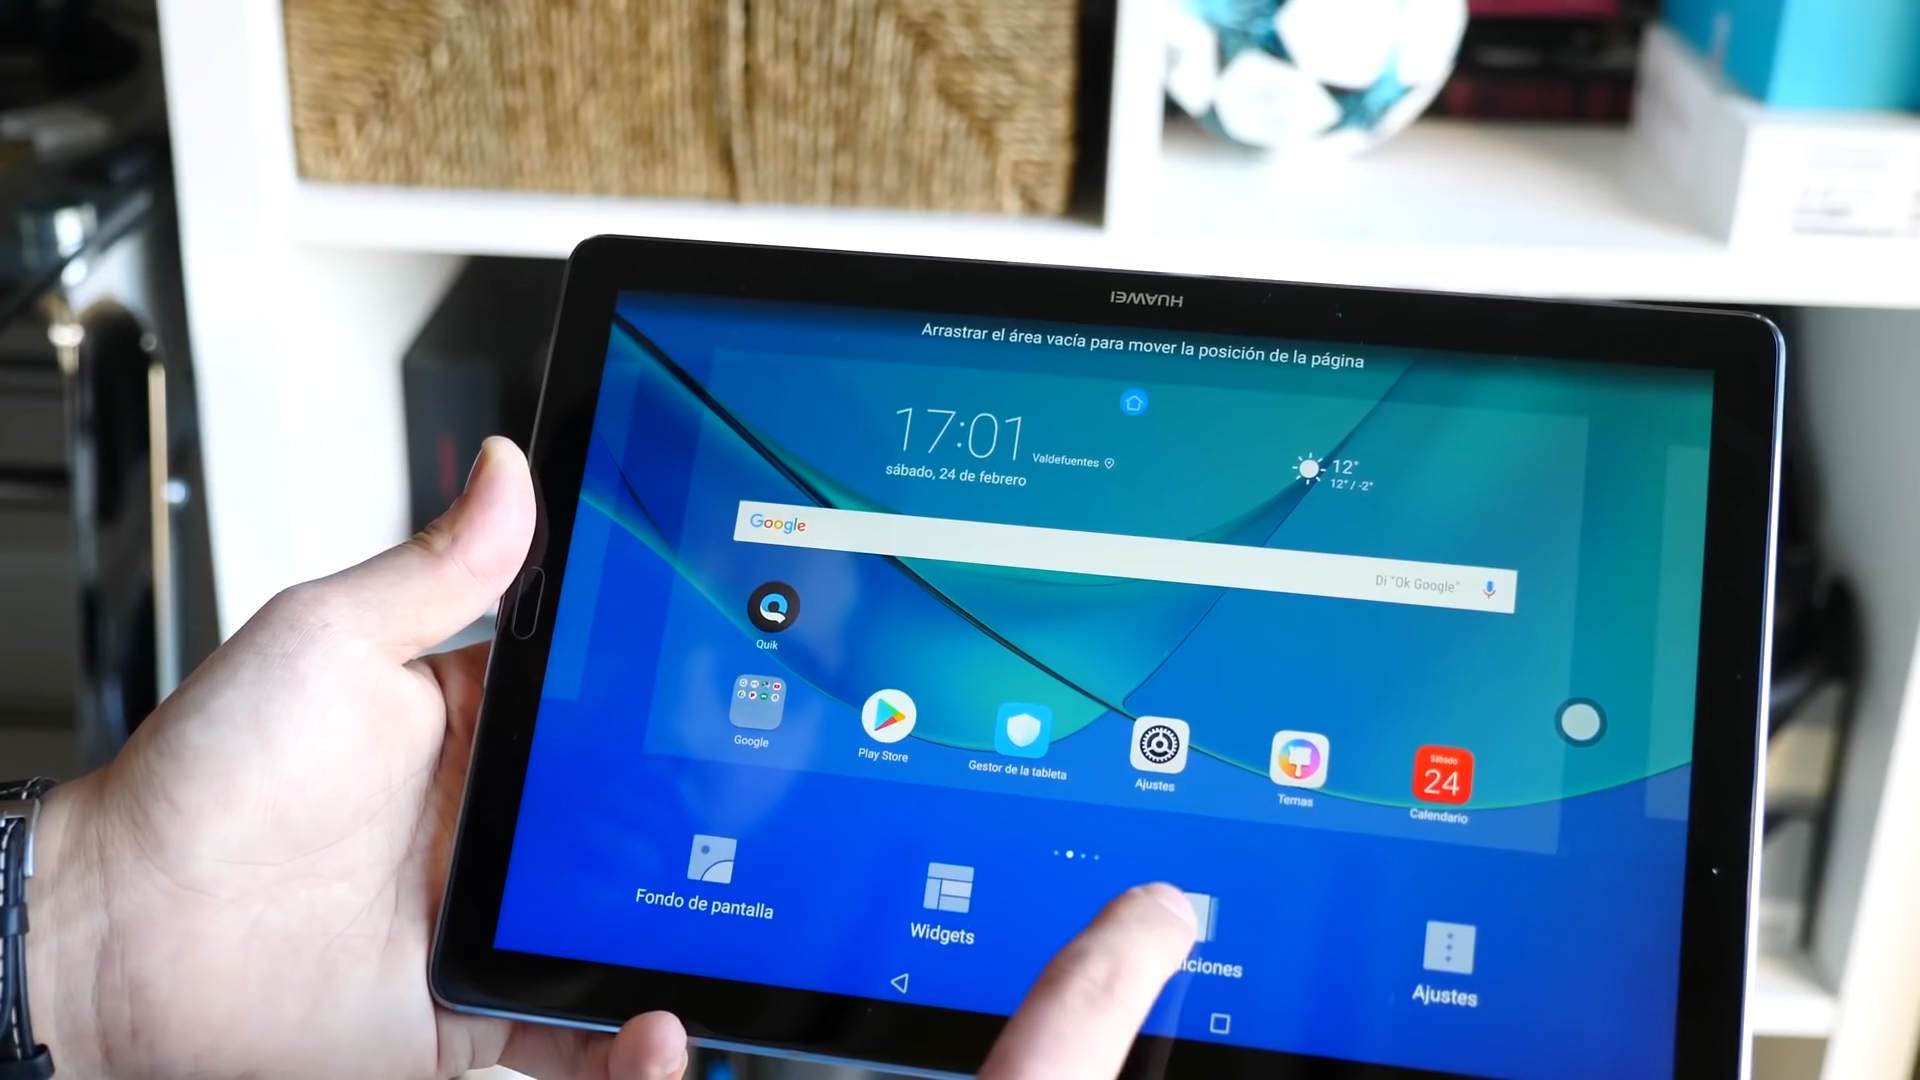 HUAWEI
Arrastrar el área vacía para mover la posición de la página
17:01
Valdefuentes
sábado, 24 de febrero
12°
12° / -2°
Google
Di "Ok Google"
Quik
Google
Play Store
Gestor de la tableta
Ajustes
Temas
Sábado
24
Calendario
Fondo de pantalla
Widgets
iciones
Ajustes